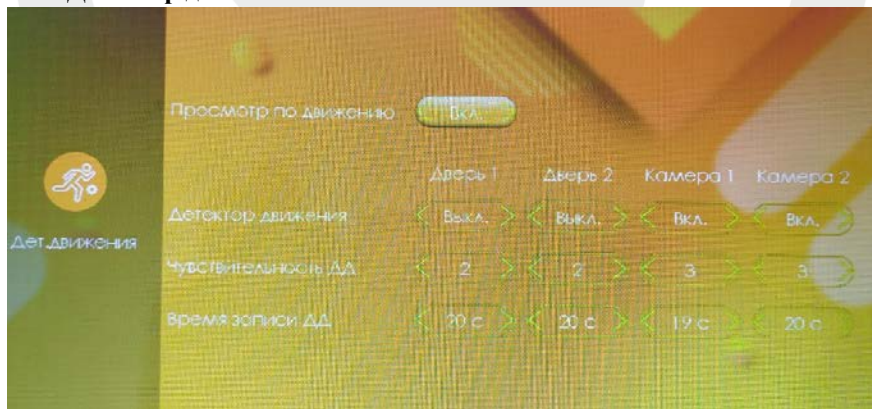 Просмотр по движению Вкл.
Дверь 1 Дверь 2 Камера 1 Камера 2
Детектор движения Выкл. Выкл. Вкл. Вкл.
Дет.движения
Чувствительность ДД 2 2 3 3
Время записи ДД 20 с 20 с 19 с 20 с